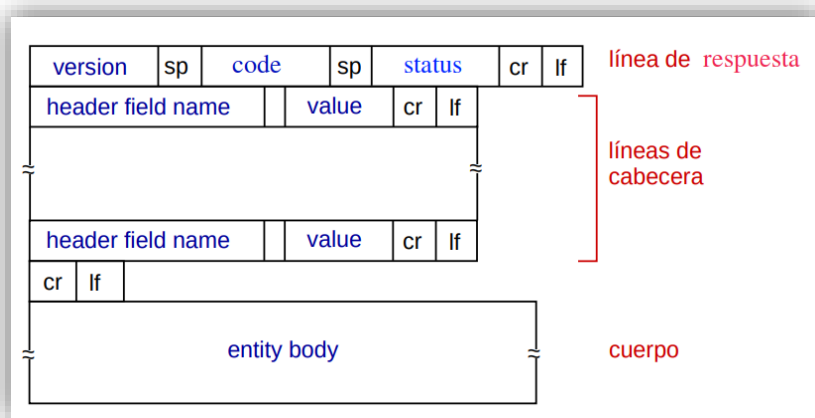 version sp code sp status cr lf línea de respuesta
header field name value cr lf
líneas de
cabecera
header field name value cr lf
cr lf
entity body cuerpo